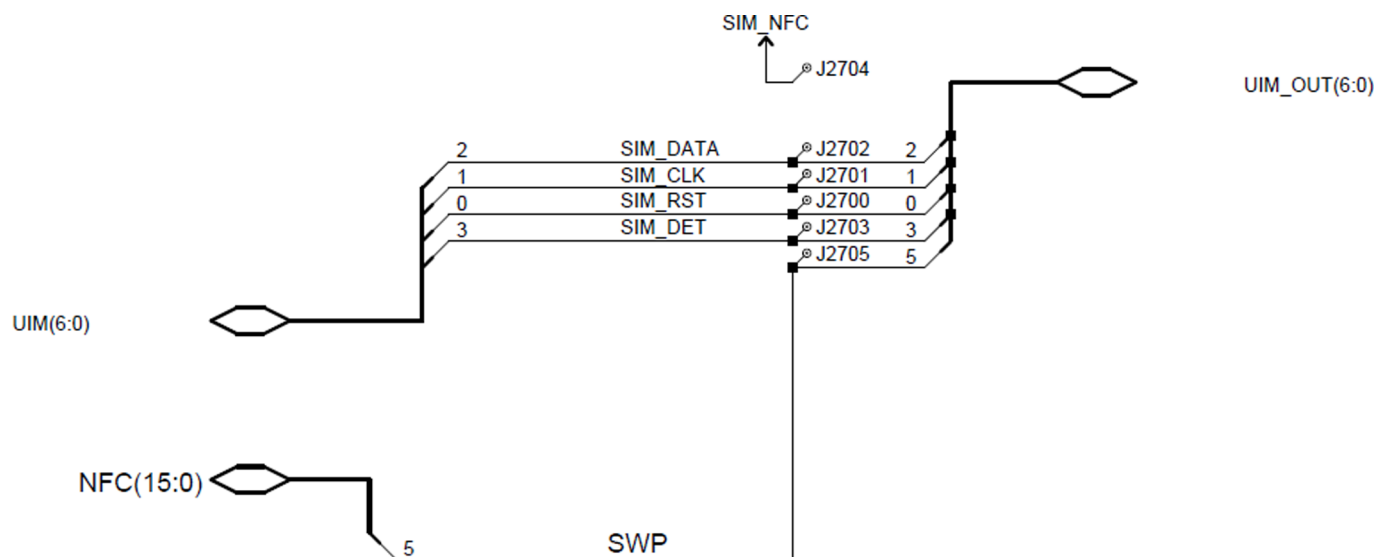 SIM_NFC
J2704
UIM_OUT(6:0)
2 SIM_DATA J2702 2
1 SIM_CLK J2701 1
0 SIM_RST J2700 0
3 SIM_DET J2703 3
J2705 5
UIM(6:0)
NFC(15:0)
5 SWP